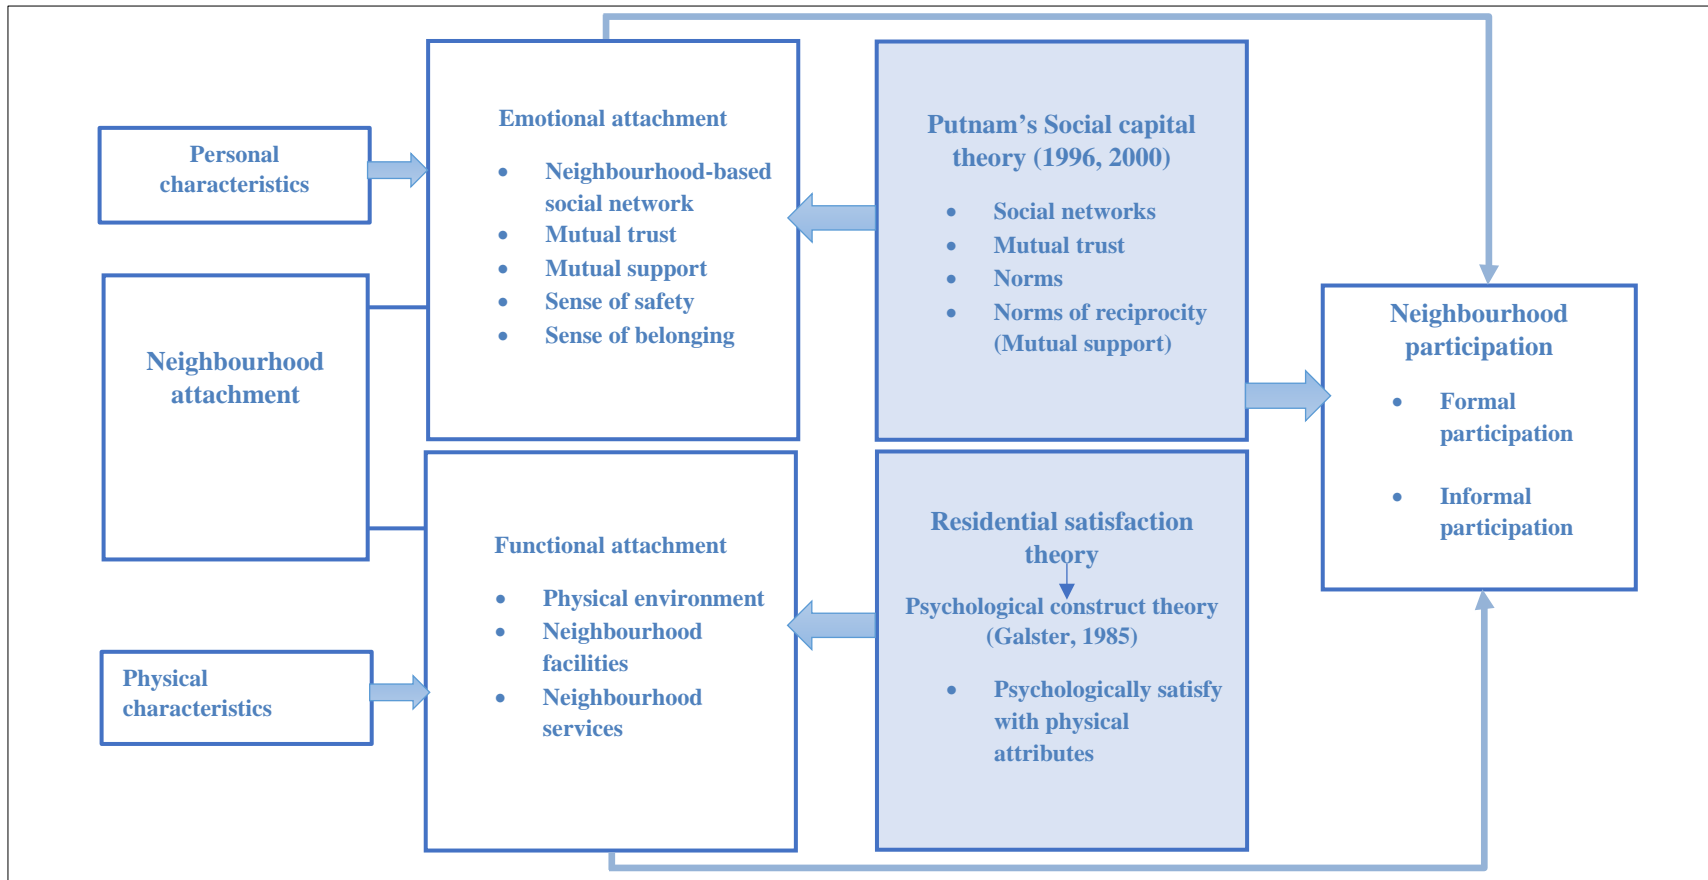 Personal
characteristics
Neighbourhood
attachment
Physical
characteristics
Emotional attachment
• Neighbourhood-based
social network
• Mutual trust
• Mutual support
• Sense of safety
• Sense of belonging
Functional attachment
• Physical environment
• Neighbourhood
facilities
• Neighbourhood
services
Putnam’s Social capital
theory (1996, 2000)
• Social networks
• Mutual trust
• Norms
• Norms of reciprocity
(Mutual support)
Residential satisfaction
theory
Psychological construct theory
(Galster, 1985)
• Psychologically satisfy
with physical
attributes
Neighbourhood
participation
• Formal
participation
• Informal
participation